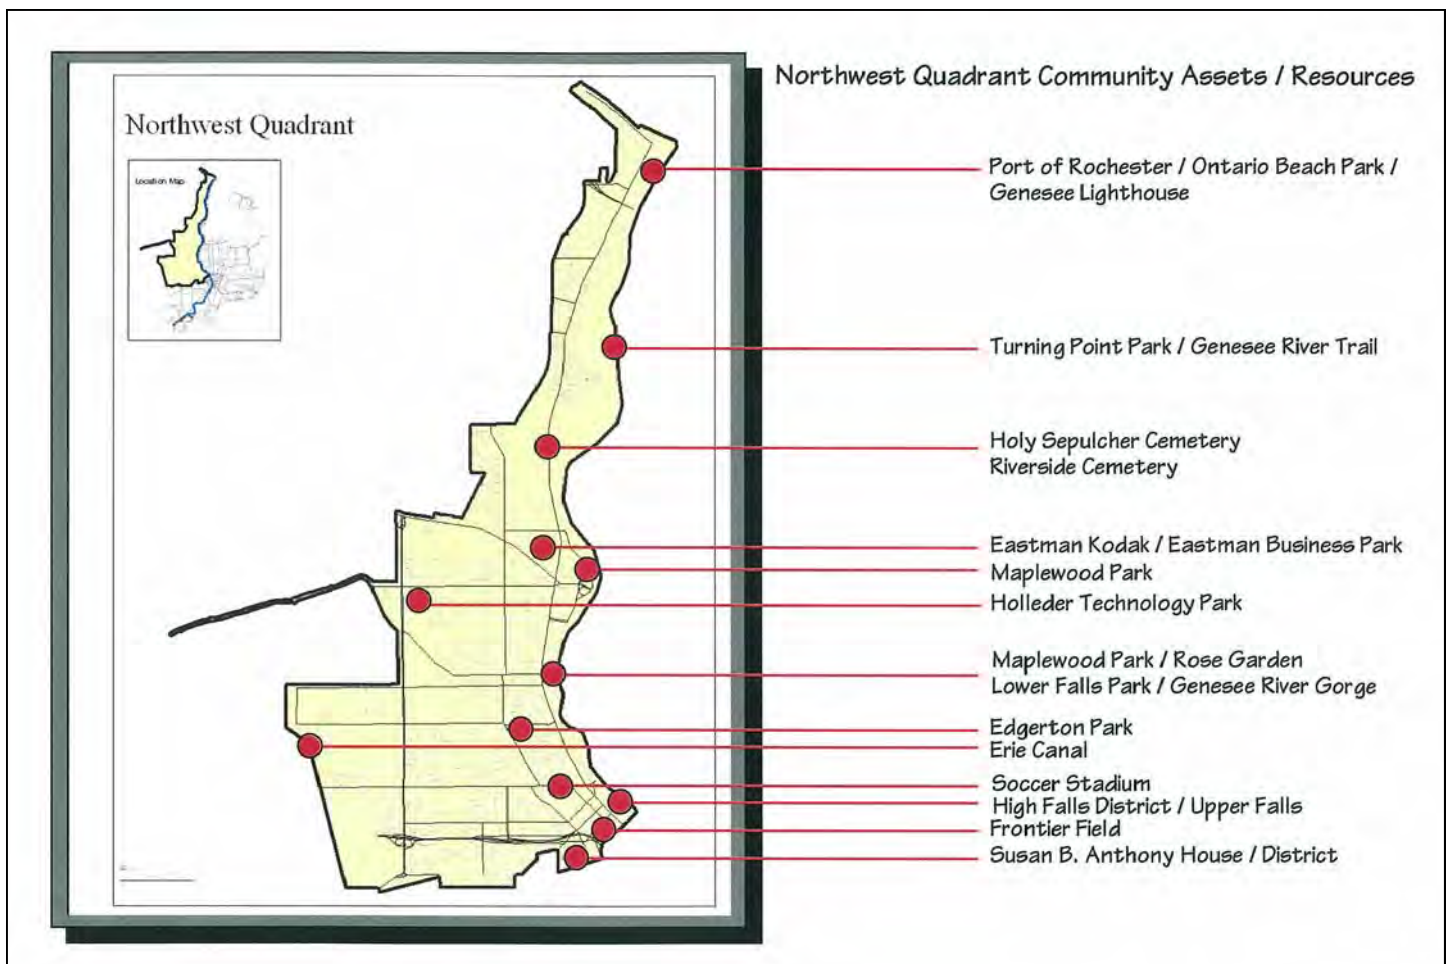 Northwest Quadrant Community Assets / Resources
Northwest Quadrant
Location Map
Port of Rochester / Ontario Beach Park /
Genesee Lighthouse
Turning Point Park / Genesee River Trail
Holy Sepulcher Cemetery
Riverside Cemetery
Eastman Kodak / Eastman Business Park
Maplewood Park
Holleder Technology Park
Maplewood Park / Rose Garden
Lower Falls Park / Genesee River Gorge
Edgerton Park
Erie Canal
Soccer Stadium
High Falls District / Upper Falls
Frontier Field
Susan B. Anthony House / District